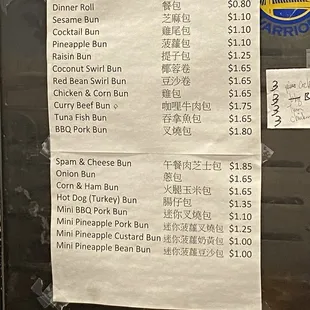 Dinner Roll 餐包 $0.80
Sesame Bun 芝麻包 $1.10
Cocktail Bun 雞尾包 $1.10
Pineapple Bun 菠蘿包 $1.10
Raisin Bun 提子包 $1.25
Coconut Swirl Bun 椰蓉卷 $1.65
Red Bean Swirl Bun 豆沙卷 $1.65
Chicken & Corn Bun 雞包 $1.65
Curry Beef Bun 咖哩牛肉包 $1.75
Tuna Fish Bun 吞拿魚包 $1.65
BBQ Pork Bun 叉燒包 $1.80
Spam & Cheese Bun 午餐肉芝士包 $1.85
Onion Bun 蔥包 $1.65
Corn & Ham Bun 火腿玉米包 $1.65
Hot Dog (Turkey) Bun 腸仔包 $1.35
Mini BBQ Pork Bun 迷你叉燒包 $1.10
Mini Pineapple Pork Bun 迷你菠蘿叉燒包 $1.25
Mini Pineapple Custard Bun 迷你菠蘿奶黃包 $1.00
Mini Pineapple Bean Bun 迷你菠蘿豆沙包 $1.00
WARRIO